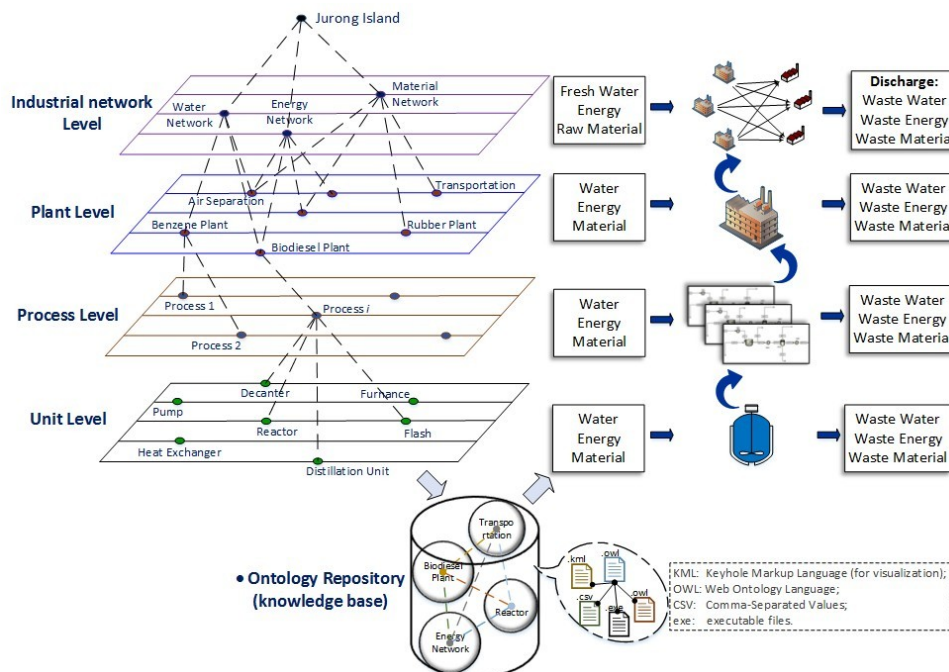 Jurong Island
Industrial network
Level
Water
Network
Energy
Network
Material
Network
Fresh Water
Energy
Raw Material
Discharge:
Waste Water
Waste Energy
Waste Material
Plant Level
Air Separation
Transportation
Benzene Plant
Rubber Plant
Biodiesel Plant
Water
Energy
Material
Waste Water
Waste Energy
Waste Material
Process Level
Process 1
Process i
Process 2
Water
Energy
Material
Waste Water
Waste Energy
Waste Material
Unit Level
Decanter
Furnance
Pump
Reactor
Flash
Heat Exchanger
Distillation Unit
Water
Energy
Material
Waste Water
Waste Energy
Waste Material
• Ontology Repository
(knowledge base)
Transpo
rtation
Biodiesel
Plant
Reactor
Energy
Network
.kml
.owl
.csv
.exe
.owl
KML: Keyhole Markup Language (for visualization);
OWL: Web Ontology Language;
CSV: Comma-Separated Values;
exe: executable files.